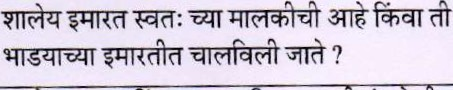 शालेय इमारत स्वतः च्या मालकीची आहे किंवा ती
भाडयाच्या इमारतीत चालविली जाते ?